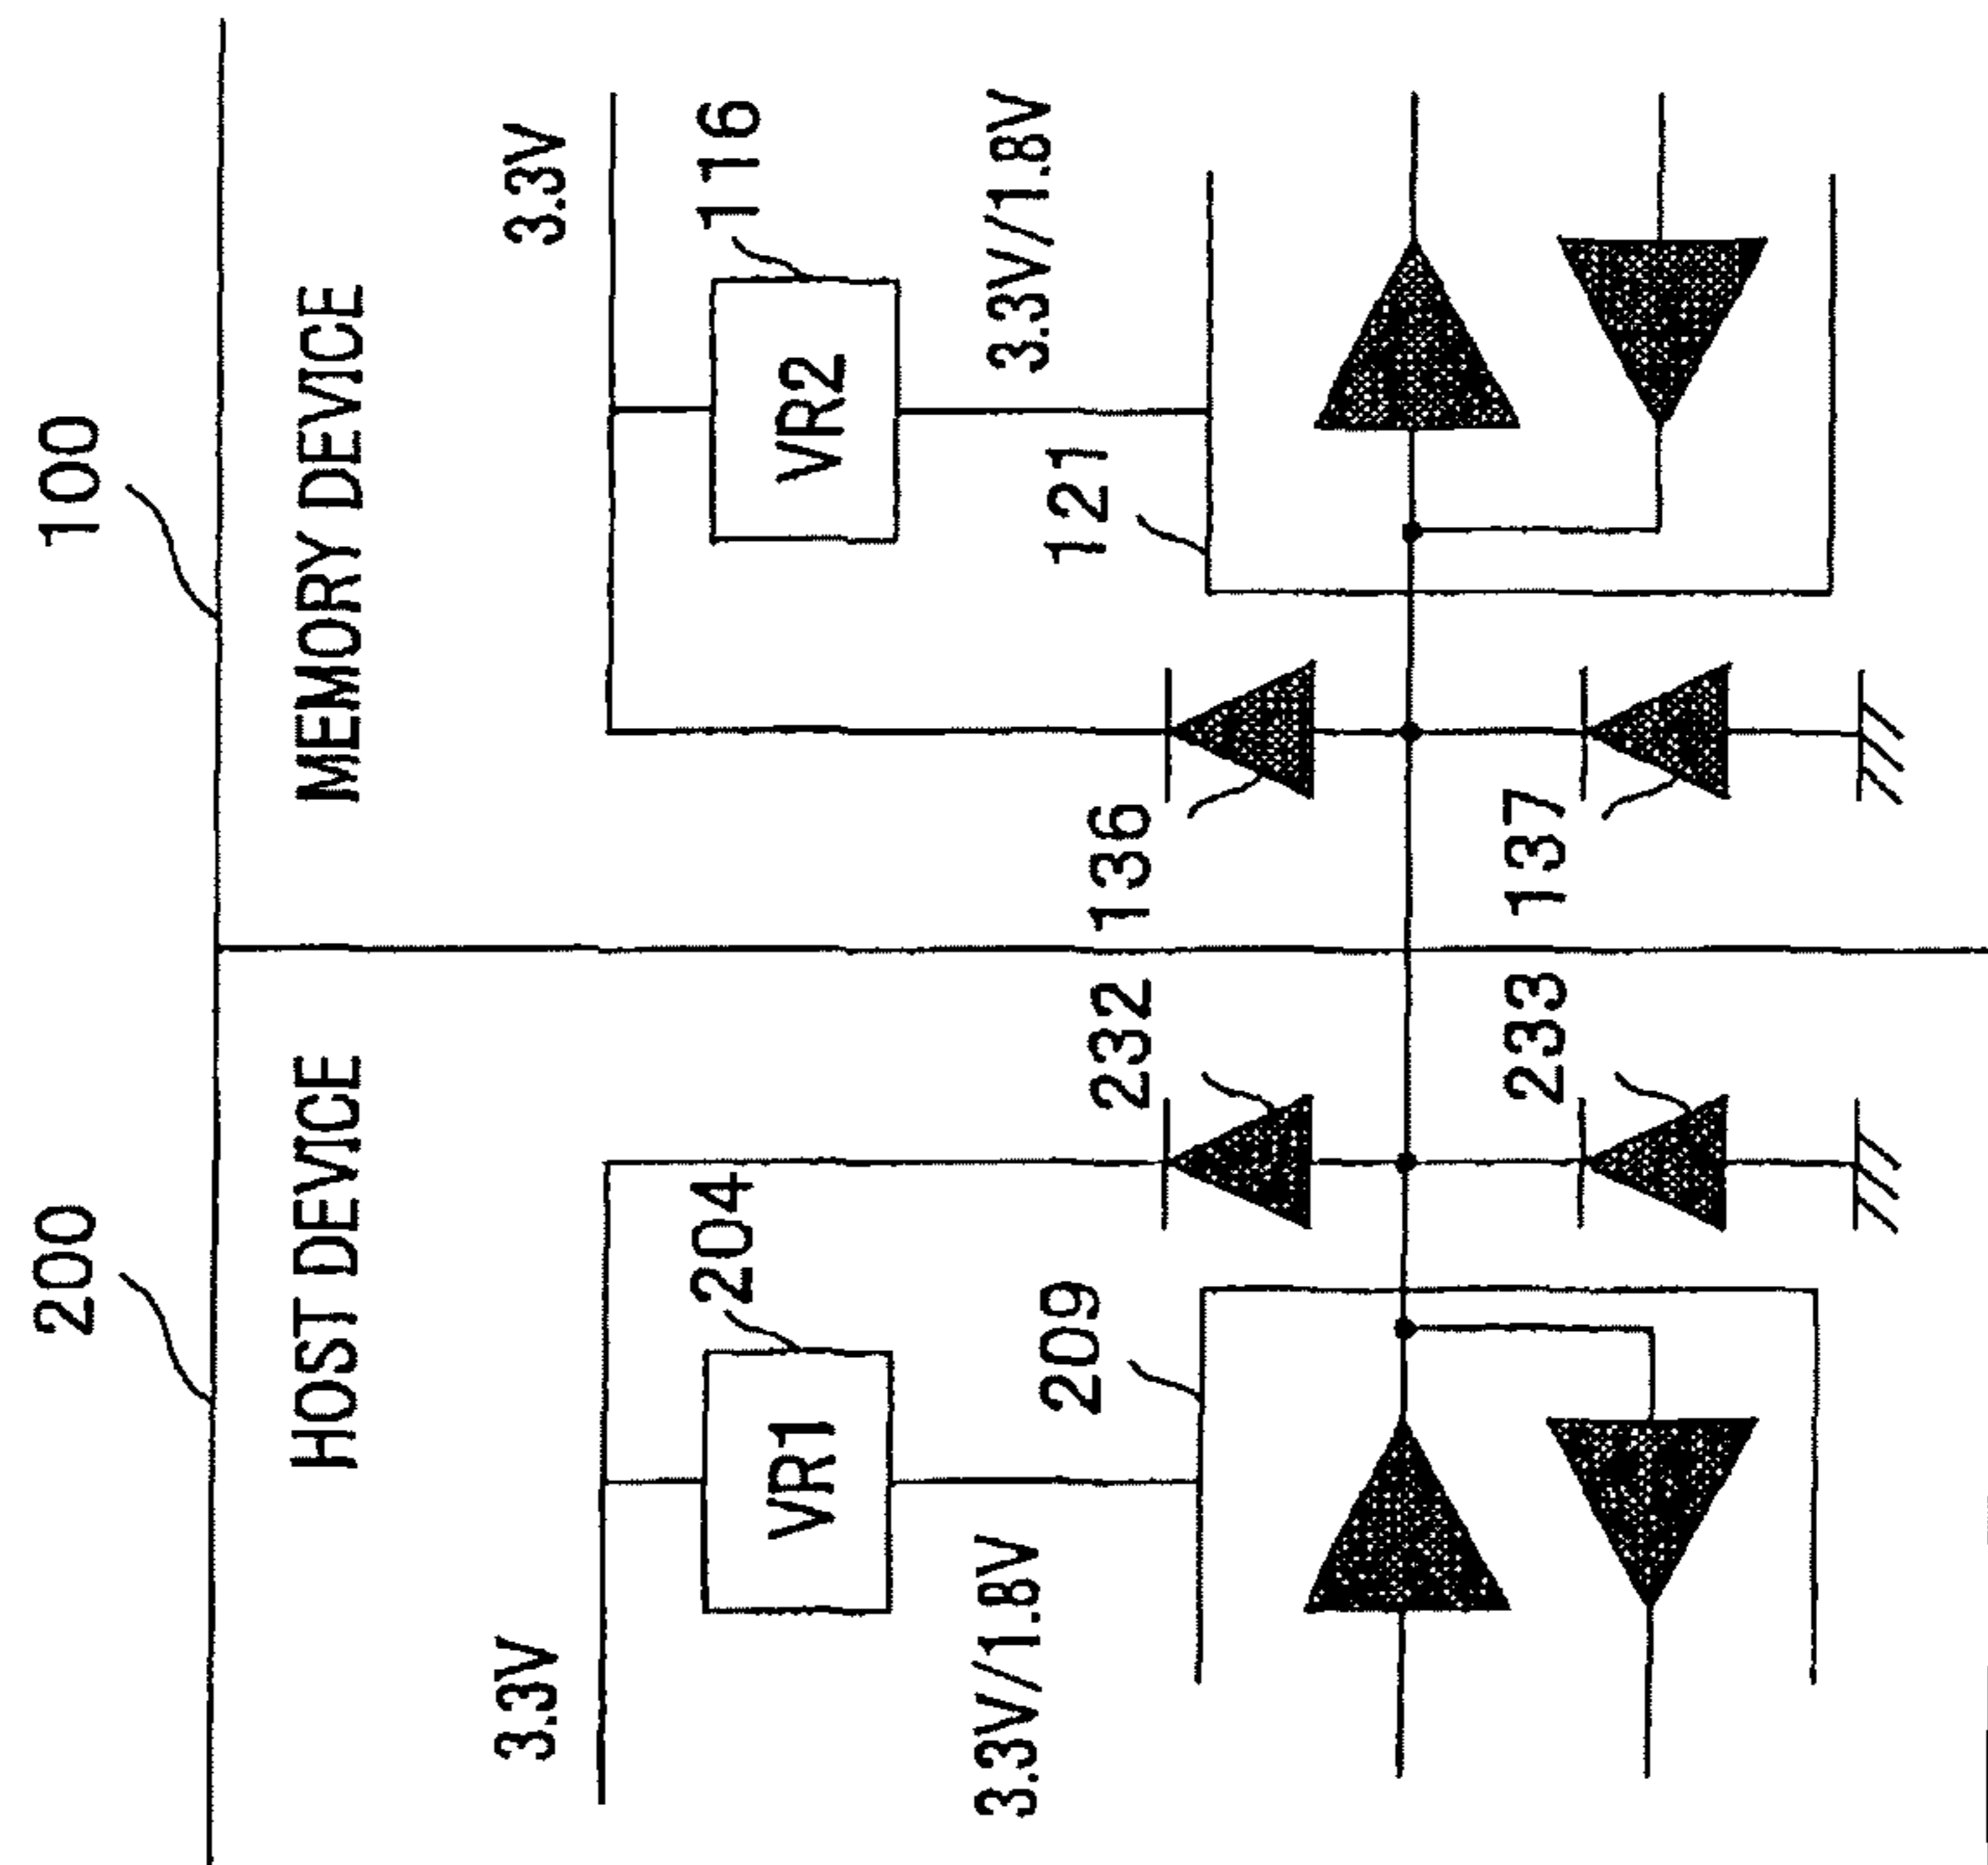 200
100
HOST DEVICE
MEMORY DEVICE
3.3V
3.3V
204
VR1
116
VR2
3.3V/1.8V
3.3V/1.8V
209
232
136
121
233
137